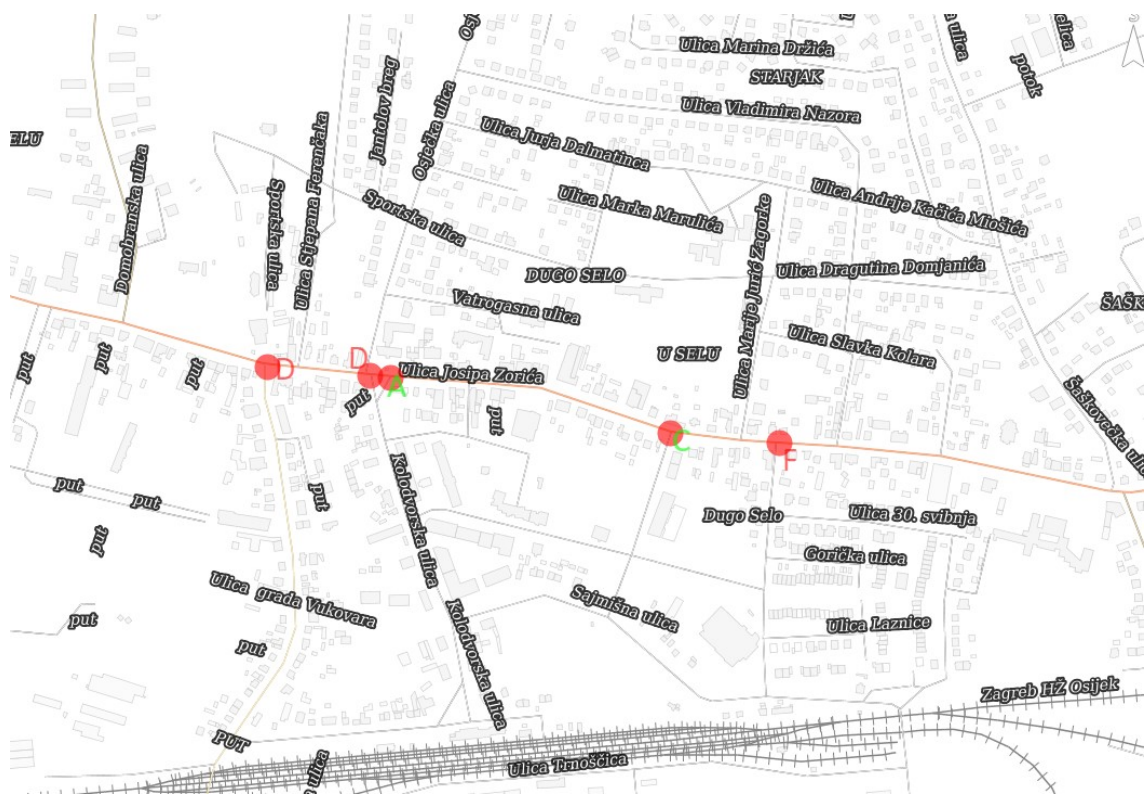 Ulica Marina Držića
STARJAK
Ulica Vladimira Nazora
potok
ELU
Jantolov breg
Osječka ulica
Ulica Jurja Dalmatinca
Domobranska ulica
Sportska ulica
Ulica Stjepana Ferenčaka
Sportska ulica
Ulica Marka Marulića
Ulica Andrije Kačića Miošića
Ulica Marije Jurić Zagorke
DUGO SELO
Ulica Dragutina Domjanića
Vatrogasna ulica
ŠAŠK
U SELU
Ulica Slavka Kolara
put
put
put
D
D
A
Ulica Josipa Zorića
put
put
C
F
Kolodvorska ulica
put
put
put
put
Dugo Selo
Ulica 30. svibnja
Gorička ulica
Ulica grada Vukovara
put
put
Sajmišna ulica
Ulica Laznice
Kolodvorska ulica
PUT
Zagreb HŽ Osijek
Ulica Trnoščica